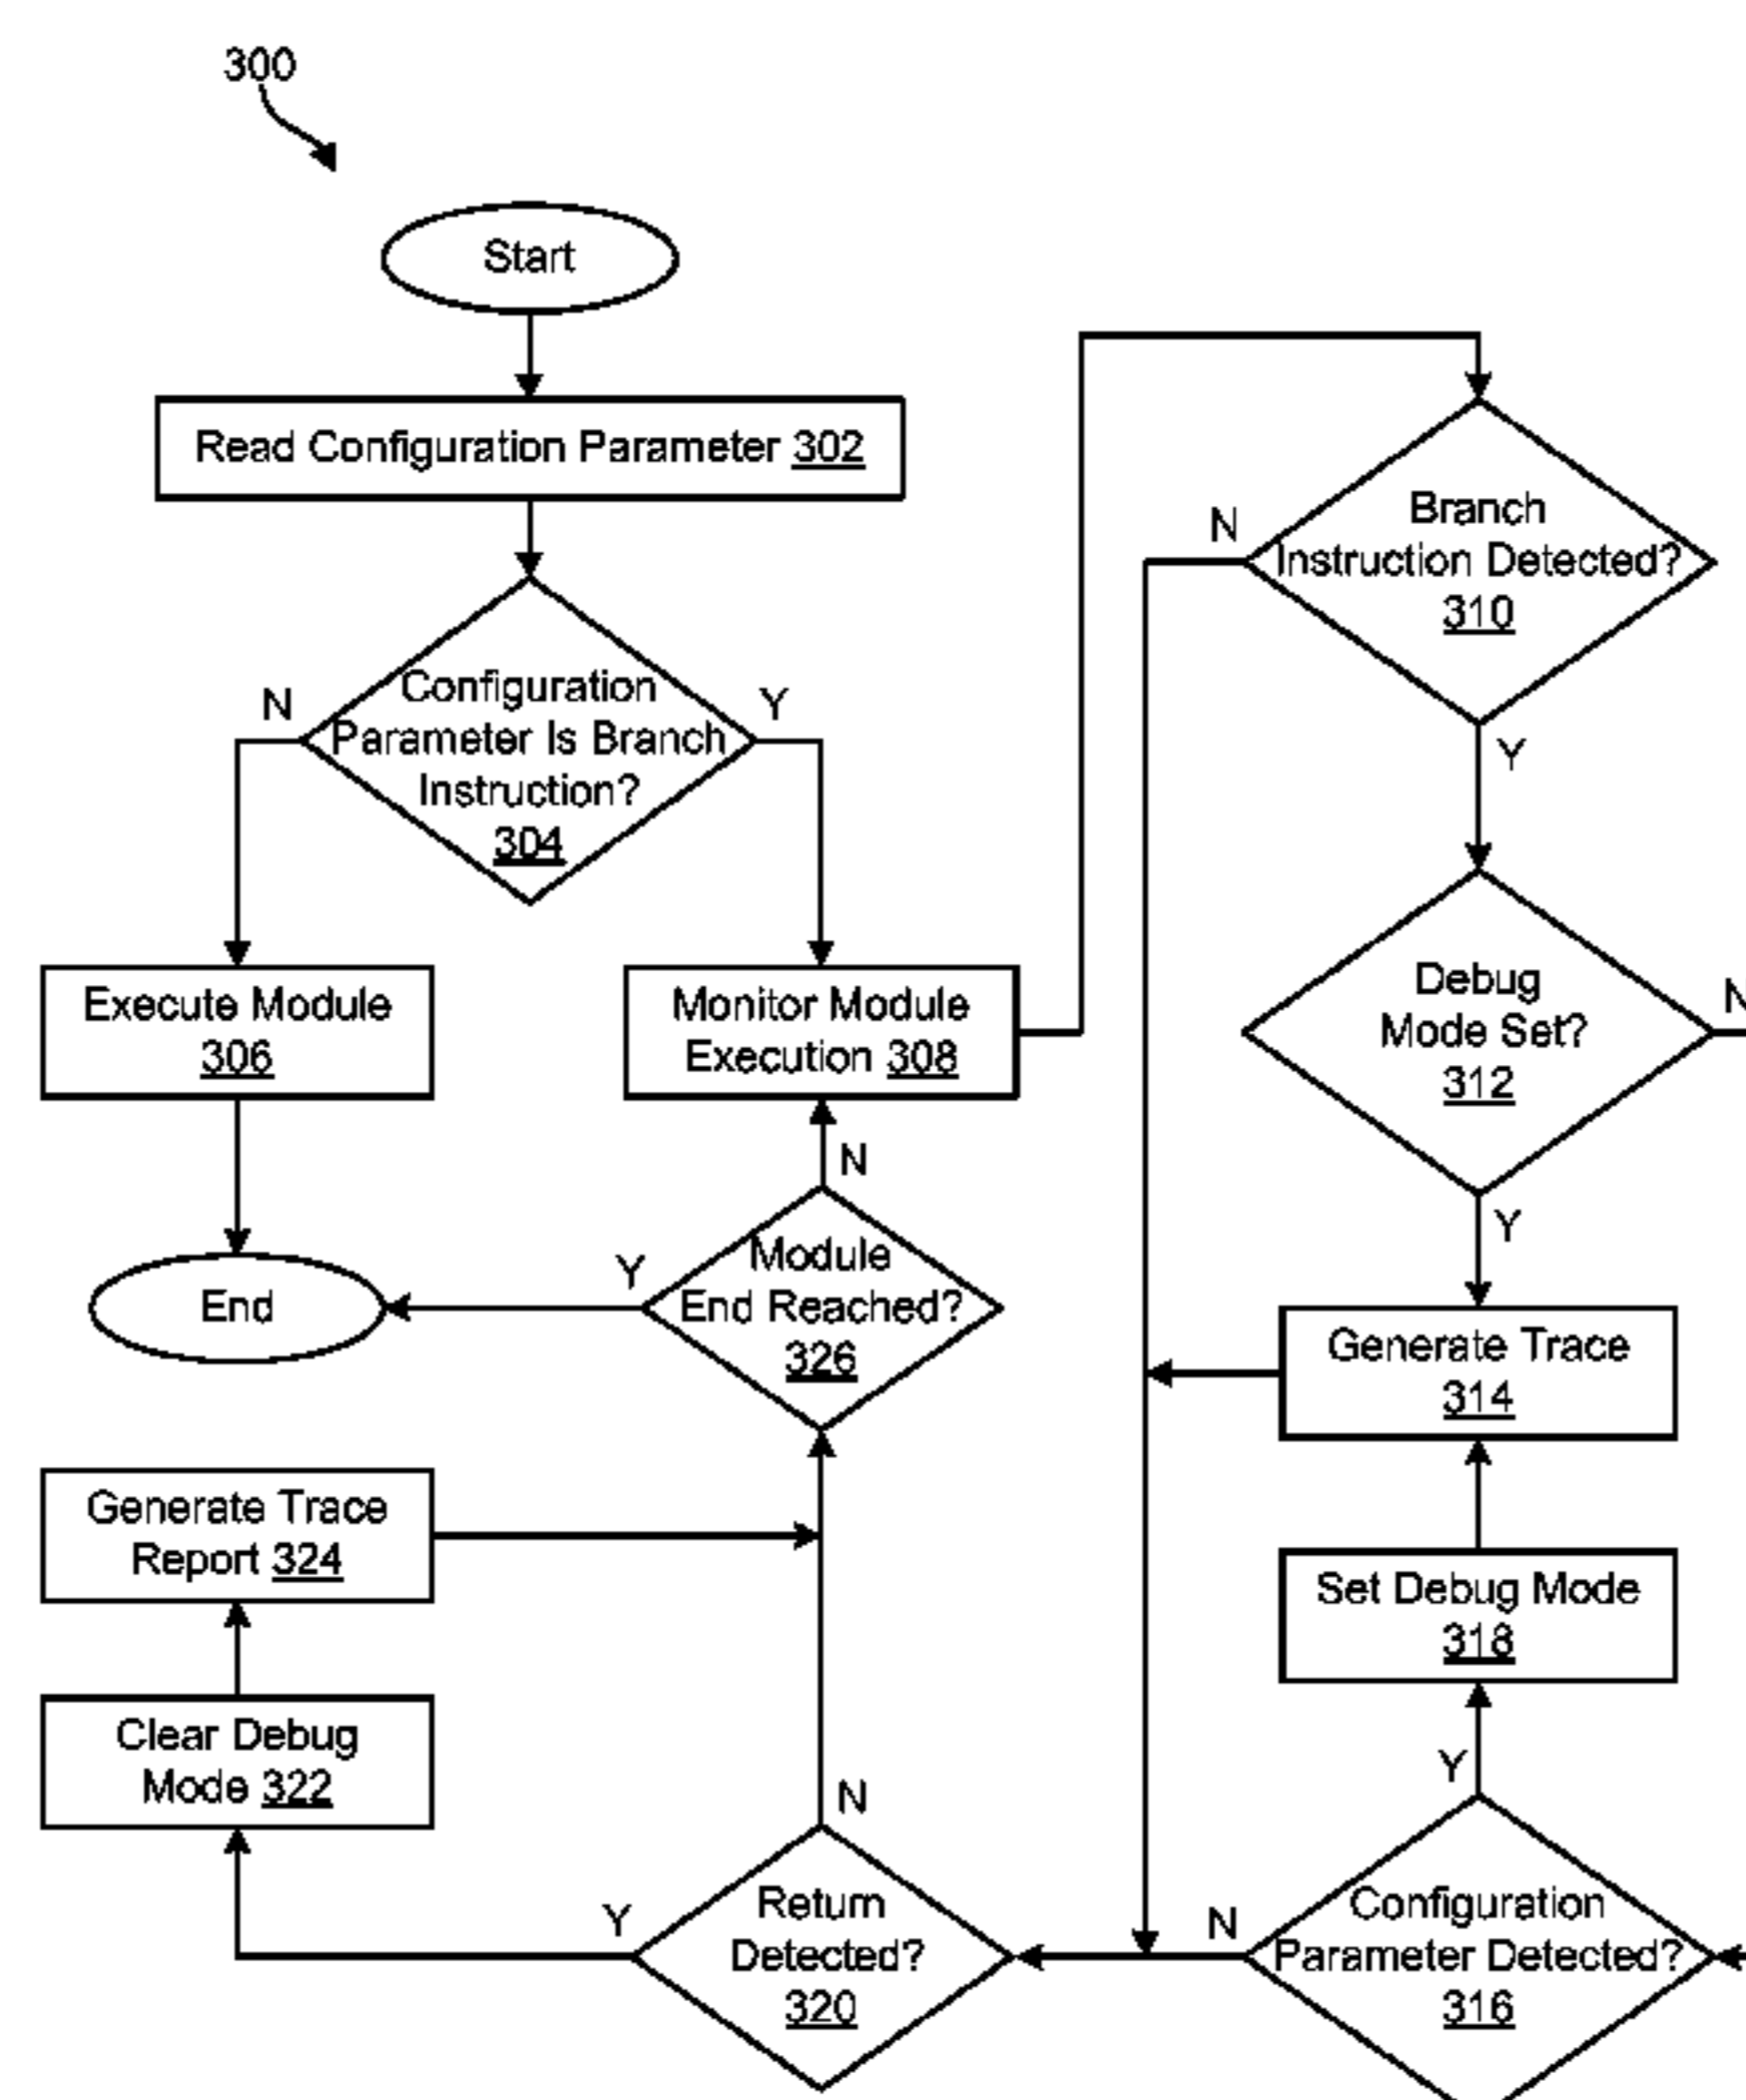 300
Start
Read Configuration Parameter 302
N
Configuration
Parameter Is Branch
Instruction?
304
Y
Execute Module
306
Monitor Module
Execution 308
N
End
Y
Module
End Reached?
326
Generate Trace
Report 324
Clear Debug
Mode 322
N
Y
Return
Detected?
320
N
Branch
Instruction Detected?
310
Y
Debug
Mode Set?
312
N
Y
Generate Trace
314
Set Debug Mode
318
Y
N
Configuration
Parameter Detected?
316